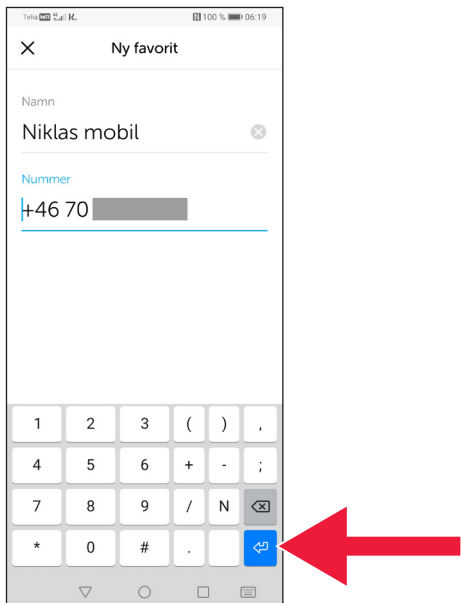 Telia 100 % 06:19
Ny favorit
Namn
Niklas mobil
Nummer
+46 70
1 2 3 ( ) ,
4 5 6 + - ;
7 8 9 / N
* 0 # .